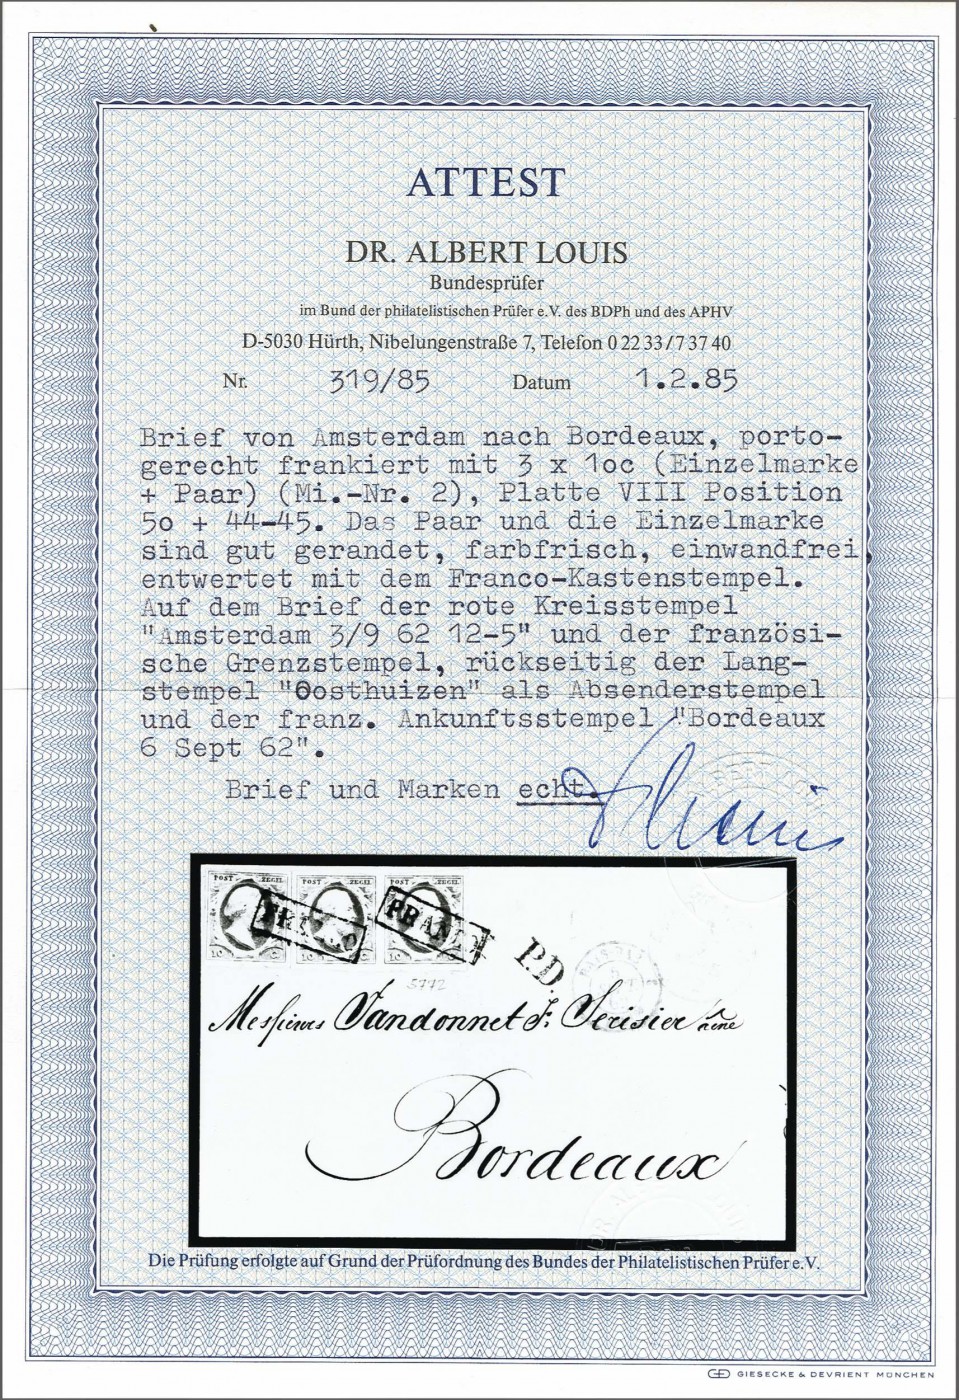 ATTEST
DR. ALBERT LOUIS
Bundesprüfer
im Bund der philatelistischen Prüfer e.V. des BDPh und des APHV
D-5030 Hürth, Nibelungenstraße 7, Telefon 0 22 33 / 7 37 40
Nr. 319/85 Datum 1.2.85
Brief von Amsterdam nach Bordeaux, porto-
gerecht frankiert mit 3 x 1oc (Einzelmarke
+ Paar) (Mi.-Nr. 2), Platte VIII Position
5o + 44-45. Das Paar und die Einzelmarke
sind gut gerandet, farbfrisch, einwandfrei,
entwertet mit dem Franco-Kastenstempel.
Auf dem Brief der rote Kreisstempel
"Amsterdam 3/9 62 12-5" und der französi-
sche Grenzstempel, rückseitig der Lang-
stempel "Oosthuizen" als Absenderstempel
und der franz. Ankunftsstempel "Bordeaux
6 Sept 62".
Brief und Marken echt.
POST ZEGEL POST ZEGEL POST ZEGEL
FRANCO FRANCO
10 C 10 C 10 C
P.D.
5772
Messieurs Vandonnet F. Serisier
Bordeaux
Die Prüfung erfolgte auf Grund der Prüfordnung des Bundes der Philatelistischen Prüfer e.V.
GIESECKE & DEVRIENT MÜNCHEN